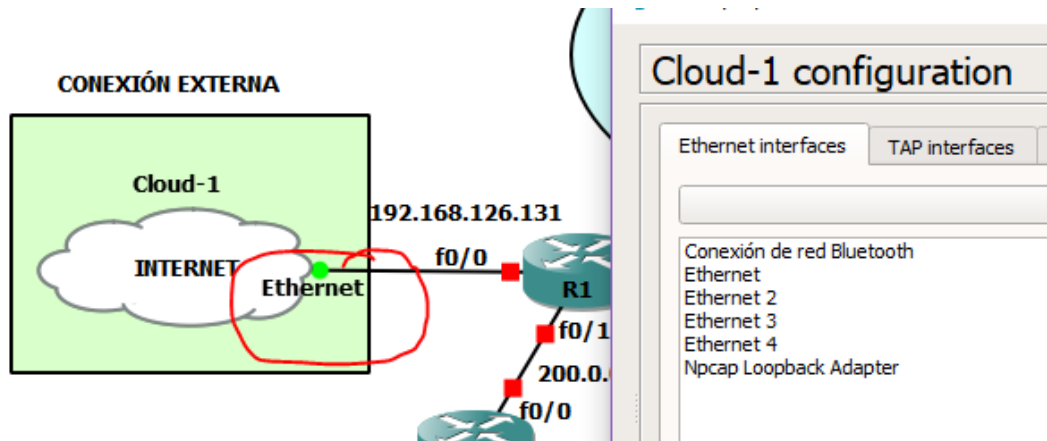 CONEXIÓN EXTERNA
Cloud-1
INTERNET
Ethernet
192.168.126.131
f0/0
R1
f0/1
200.0.
f0/0
Cloud-1 configuration
Ethernet interfaces
TAP interfaces
Conexión de red Bluetooth
Ethernet
Ethernet 2
Ethernet 3
Ethernet 4
Npcap Loopback Adapter